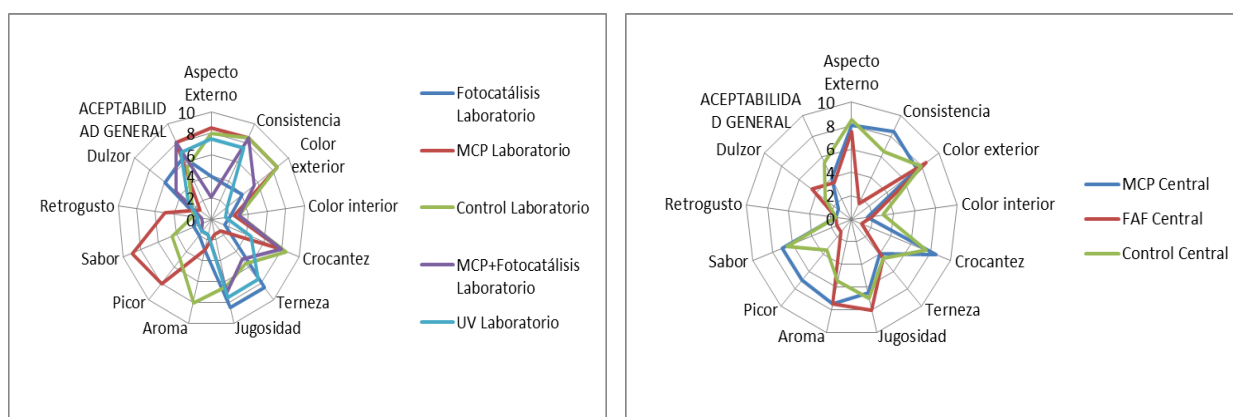 Aspecto
Externo
Consistencia
Color
exterior
Color interior
Crocantez
Terneza
Jugosidad
Aroma
Picor
Sabor
Retrogusto
Dulzor
ACEPTABILID
AD GENERAL
10
8
6
4
2
0
Fotocatálisis
Laboratorio
MCP Laboratorio
Control Laboratorio
MCP+Fotocatálisis
Laboratorio
UV Laboratorio
Aspecto
Externo
Consistencia
Color exterior
Color interior
Crocantez
Terneza
Jugosidad
Aroma
Picor
Sabor
Retrogusto
Dulzor
ACEPTABILIDA
D GENERAL
10
8
6
4
2
0
MCP Central
FAF Central
Control Central